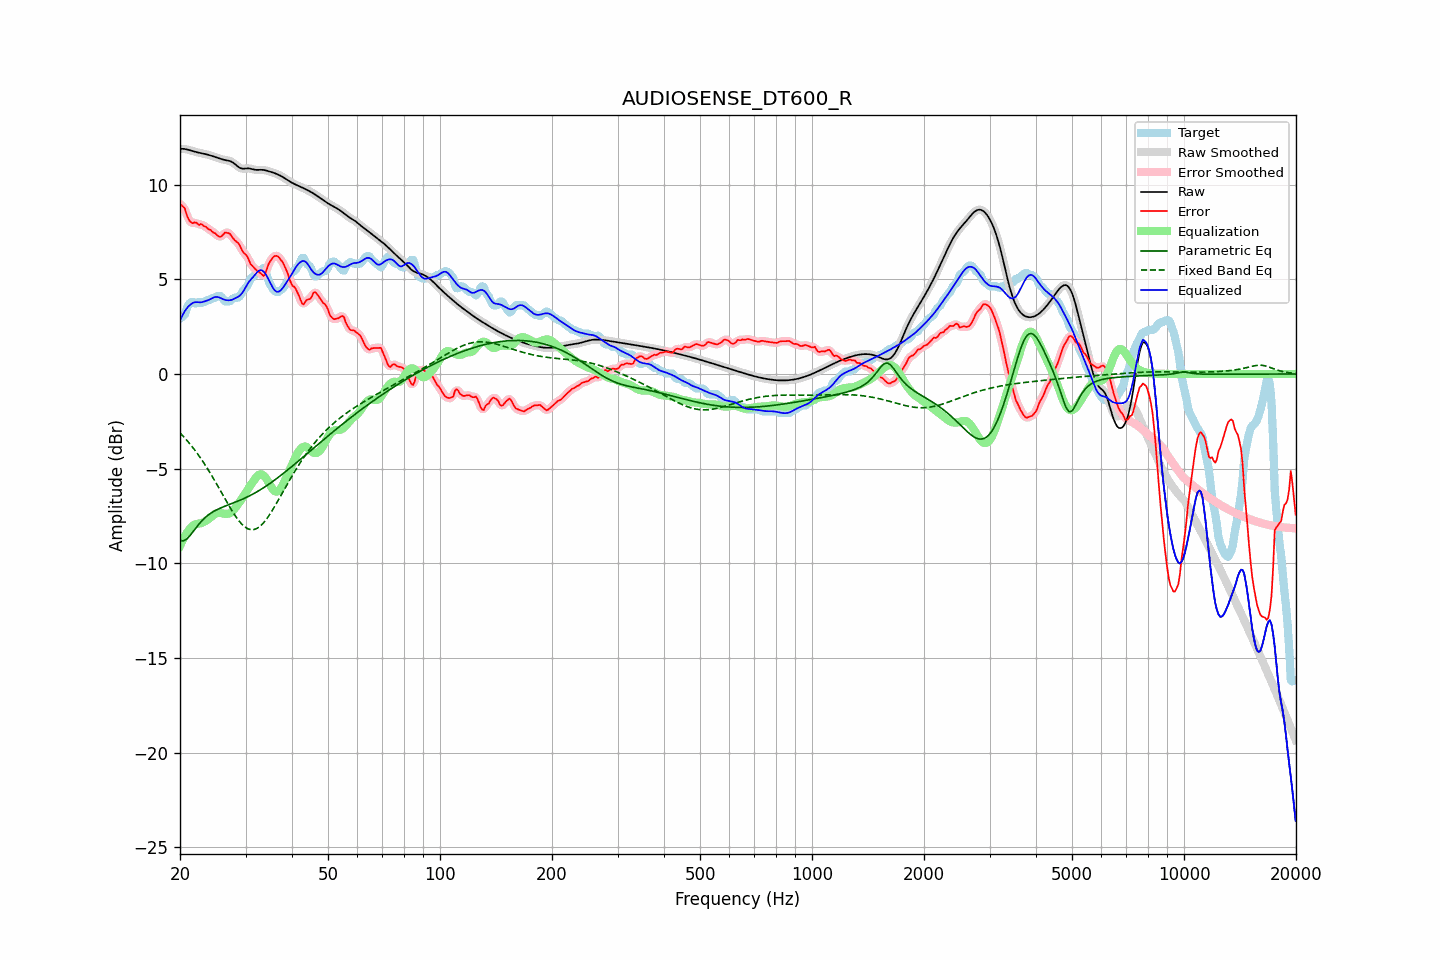 AUDIOSENSE_DT600_R
Amplitude (dBr)
10
5
0
−5
−10
−15
−20
−25
20
50
100
200
500
1000
2000
5000
10000
20000
Frequency (Hz)
Target
Raw Smoothed
Error Smoothed
Raw
Error
Equalization
Parametric Eq
Fixed Band Eq
Equalized